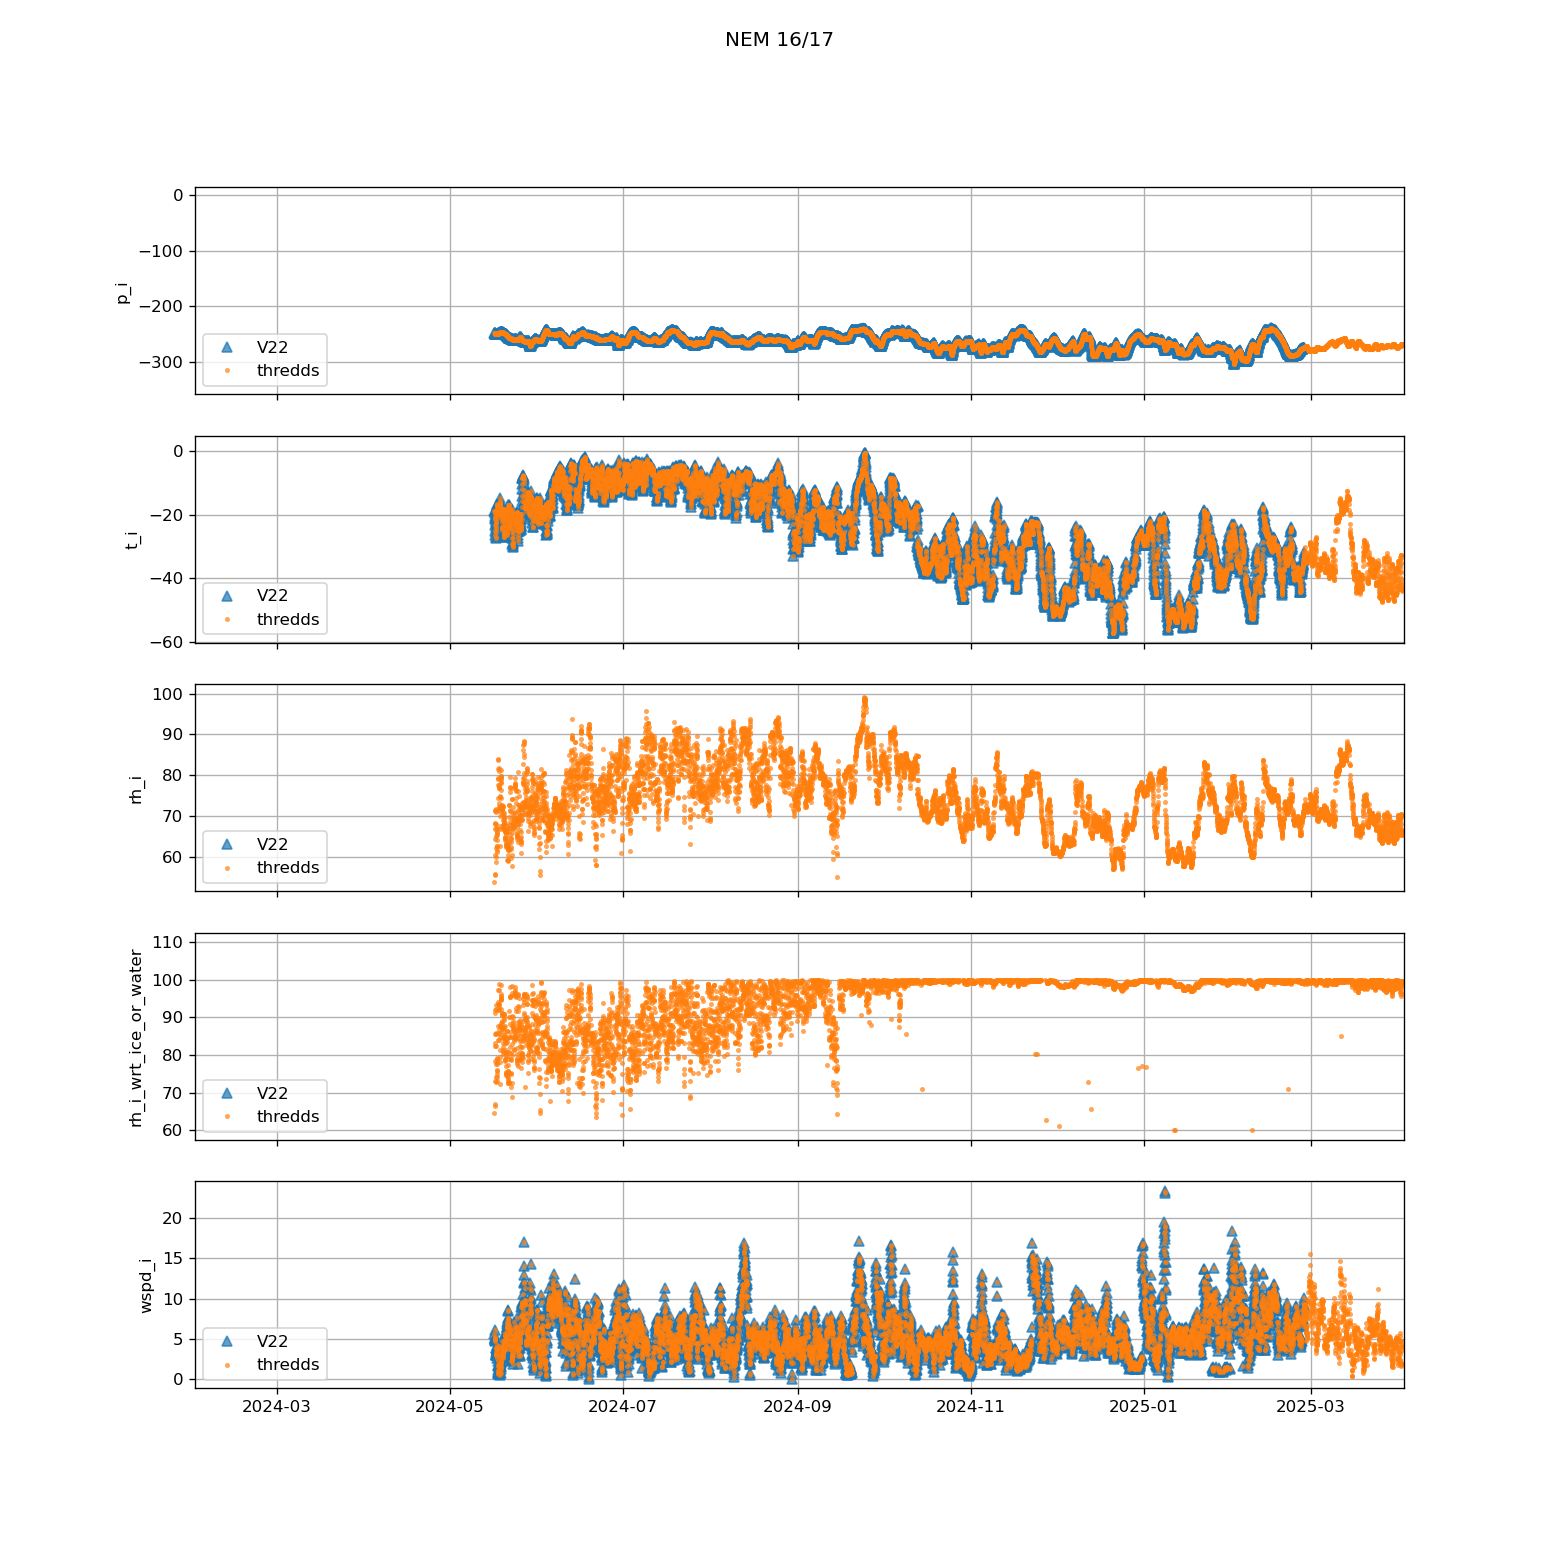 NEM 16/17
0
−100
−200
−300
p_i
V22
thredds
0
−20
−40
−60
t_i
V22
thredds
100
90
80
70
60
rh_i
V22
thredds
110
100
90
80
70
60
rh_i_wrt_ice_or_water
V22
thredds
20
15
10
5
0
wspd_i
V22
thredds
2024-03 2024-05 2024-07 2024-09 2024-11 2025-01 2025-03